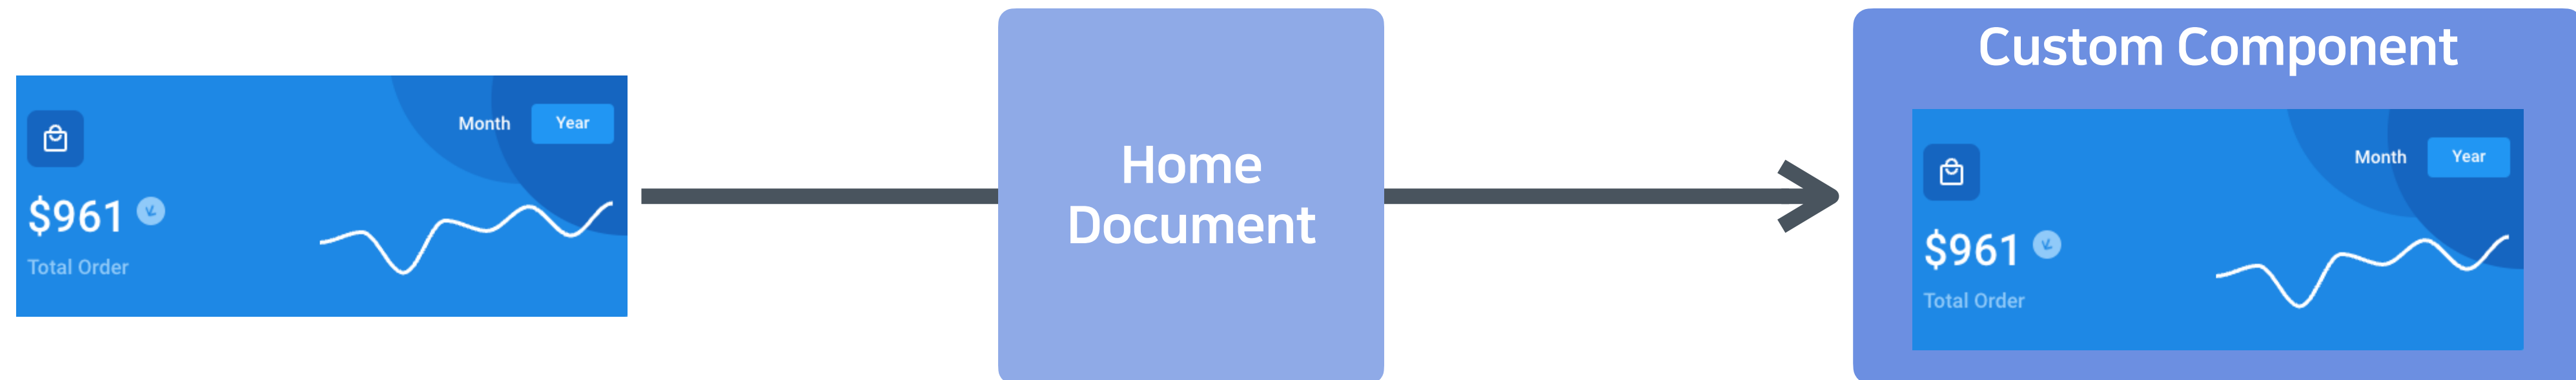 Month Year
$961
Total Order
Home
Document
Custom Component
Month Year
$961
Total Order